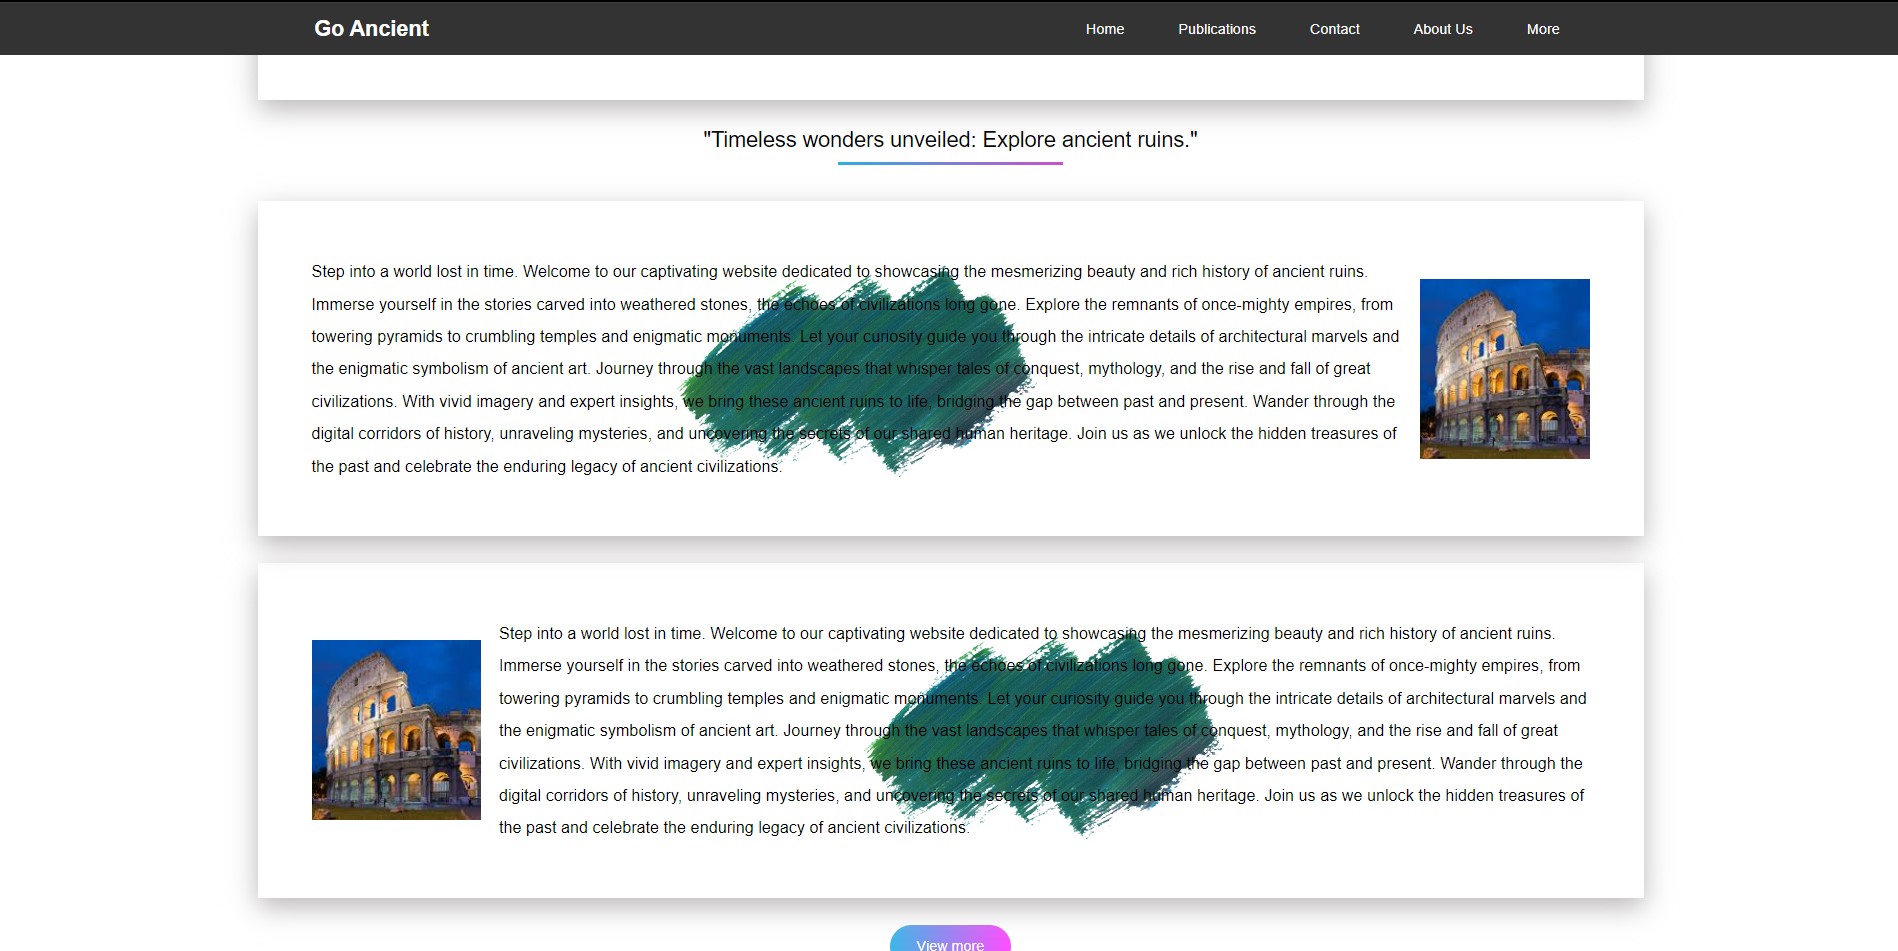 Go Ancient
Home Publications Contact About Us More
"Timeless wonders unveiled: Explore ancient ruins."
Step into a world lost in time. Welcome to our captivating website dedicated to showcasing the mesmerizing beauty and rich history of ancient ruins.
Immerse yourself in the stories carved into weathered stones, the echoes of civilizations long gone. Explore the remnants of once-mighty empires, from
towering pyramids to crumbling temples and enigmatic monuments. Let your curiosity guide you through the intricate details of architectural marvels and
the enigmatic symbolism of ancient art. Journey through the vast landscapes that whisper tales of conquest, mythology, and the rise and fall of great
civilizations. With vivid imagery and expert insights, we bring these ancient ruins to life, bridging the gap between past and present. Wander through the
digital corridors of history, unraveling mysteries, and uncovering the secrets of our shared human heritage. Join us as we unlock the hidden treasures of
the past and celebrate the enduring legacy of ancient civilizations.
Step into a world lost in time. Welcome to our captivating website dedicated to showcasing the mesmerizing beauty and rich history of ancient ruins.
Immerse yourself in the stories carved into weathered stones, the echoes of civilizations long gone. Explore the remnants of once-mighty empires, from
towering pyramids to crumbling temples and enigmatic monuments. Let your curiosity guide you through the intricate details of architectural marvels and
the enigmatic symbolism of ancient art. Journey through the vast landscapes that whisper tales of conquest, mythology, and the rise and fall of great
civilizations. With vivid imagery and expert insights, we bring these ancient ruins to life, bridging the gap between past and present. Wander through the
digital corridors of history, unraveling mysteries, and uncovering the secrets of our shared human heritage. Join us as we unlock the hidden treasures of
the past and celebrate the enduring legacy of ancient civilizations.
View more